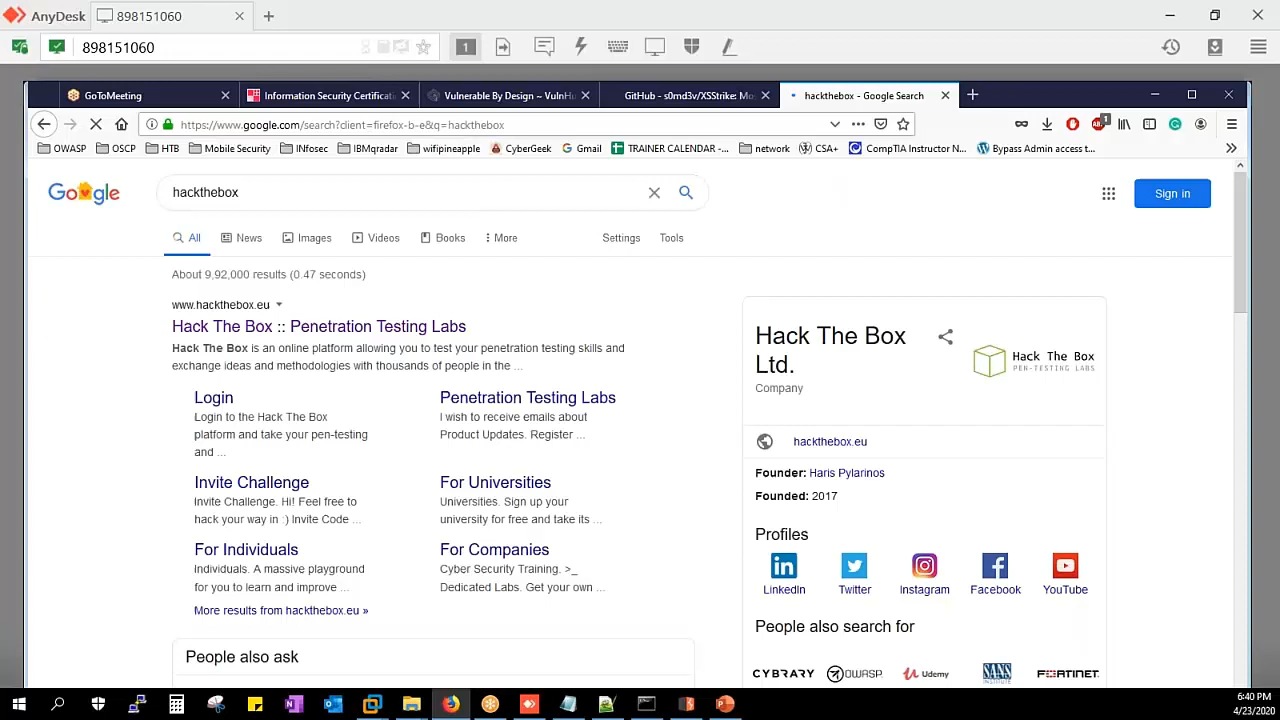 AnyDesk
898151060
898151060
1
GoToMeeting
Information Security Certificati
Vulnerable By Design ~ VulnHu
GitHub - s0md3v/XSStrike: Mo
hackthebox - Google Search
https://www.google.com/search?client=firefox-b-e&q=hackthebox
1
OWASP
OSCP
HTB
Mobile Security
INfosec
IBMqradar
wifipineapple
CyberGeek
Gmail
TRAINER CALENDAR -...
network
CSA+
CompTIA Instructor N...
Bypass Admin access t...
Google
hackthebox
Sign in
All
News
Images
Videos
Books
More
Settings
Tools
About 9,92,000 results (0.47 seconds)
www.hackthebox.eu
Hack The Box :: Penetration Testing Labs
Hack The Box is an online platform allowing you to test your penetration testing skills and
exchange ideas and methodologies with thousands of people in the ...
Login
Login to the Hack The Box
platform and take your pen-testing
and ...
Penetration Testing Labs
I wish to receive emails about
Product Updates. Register ...
Invite Challenge
Invite Challenge. Hi! Feel free to
hack your way in :) Invite Code ...
For Universities
Universities. Sign up your
university for free and take its ...
For Individuals
Individuals. A massive playground
for you to learn and improve ...
For Companies
Cyber Security Training. >_
Dedicated Labs. Get your own ...
More results from hackthebox.eu »
People also ask
Hack The Box
Ltd.
Company
Hack The Box
PEN-TESTING LABS
hackthebox.eu
Founder: Haris Pylarinos
Founded: 2017
Profiles
LinkedIn
Twitter
Instagram
Facebook
YouTube
People also search for
CYBRARY
OWASP
Udemy
SANS
INSTITUTE
FORTINET
6:40 PM
4/23/2020